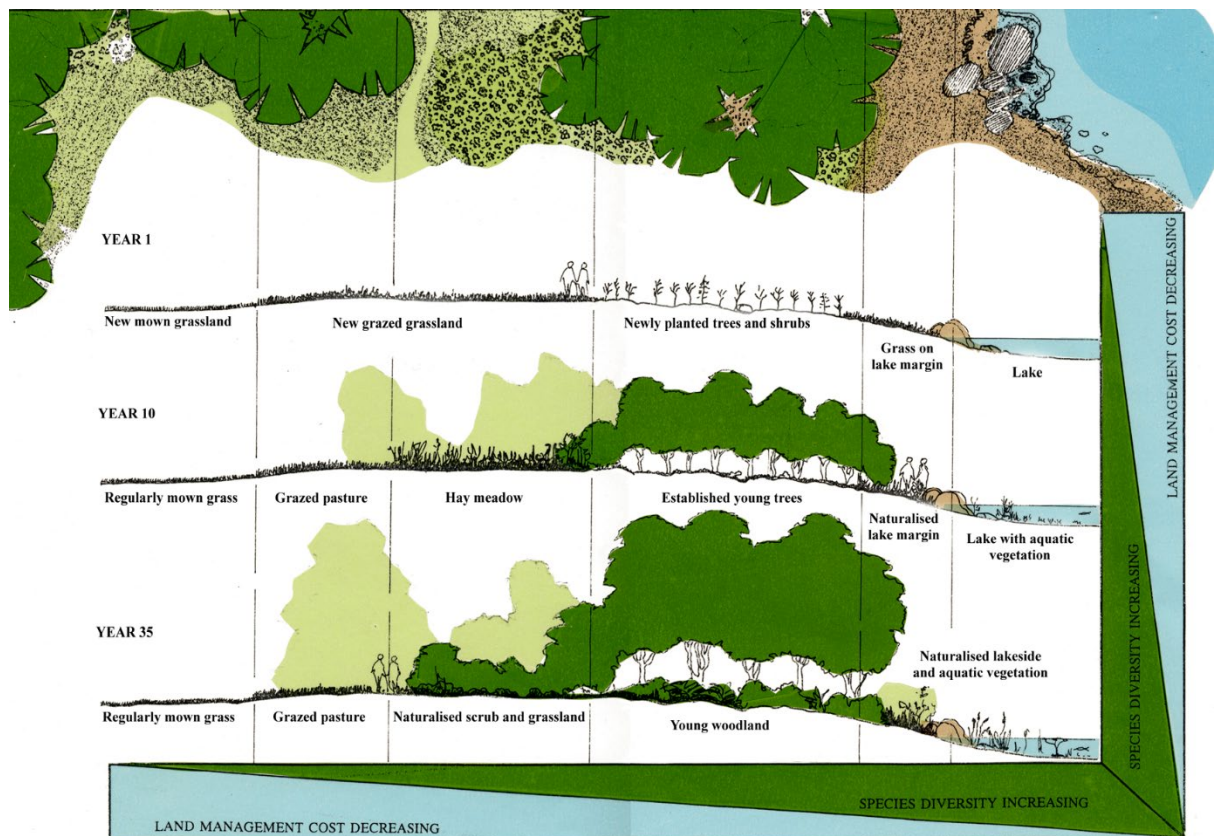 YEAR 1
New mown grassland
New grazed grassland
Newly planted trees and shrubs
Grass on
lake margin
Lake
YEAR 10
Regularly mown grass
Grazed pasture
Hay meadow
Established young trees
Naturalised
lake margin
Lake with aquatic
vegetation
YEAR 35
Regularly mown grass
Grazed pasture
Naturalised scrub and grassland
Young woodland
Naturalised lakeside
and aquatic vegetation
LAND MANAGEMENT COST DECREASING
SPECIES DIVERSITY INCREASING
SPECIES DIVERSITY INCREASING
LAND MANAGEMENT COST DECREASING